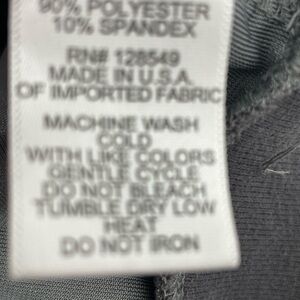 90% POLYESTER
10% SPANDEX
RN# 128549
MADE IN U.S.A.
OF IMPORTED FABRIC
MACHINE WASH
COLD
WITH LIKE COLORS
GENTLE CYCLE
DO NOT BLEACH
TUMBLE DRY LOW
HEAT
DO NOT IRON